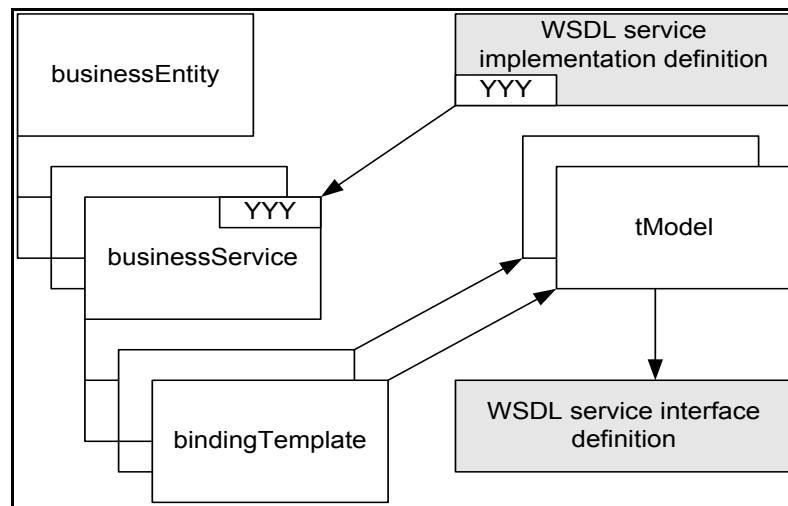 businessEntity
WSDL service
implementation definition
YYY
YYY
businessService
tModel
bindingTemplate
WSDL service interface
definition